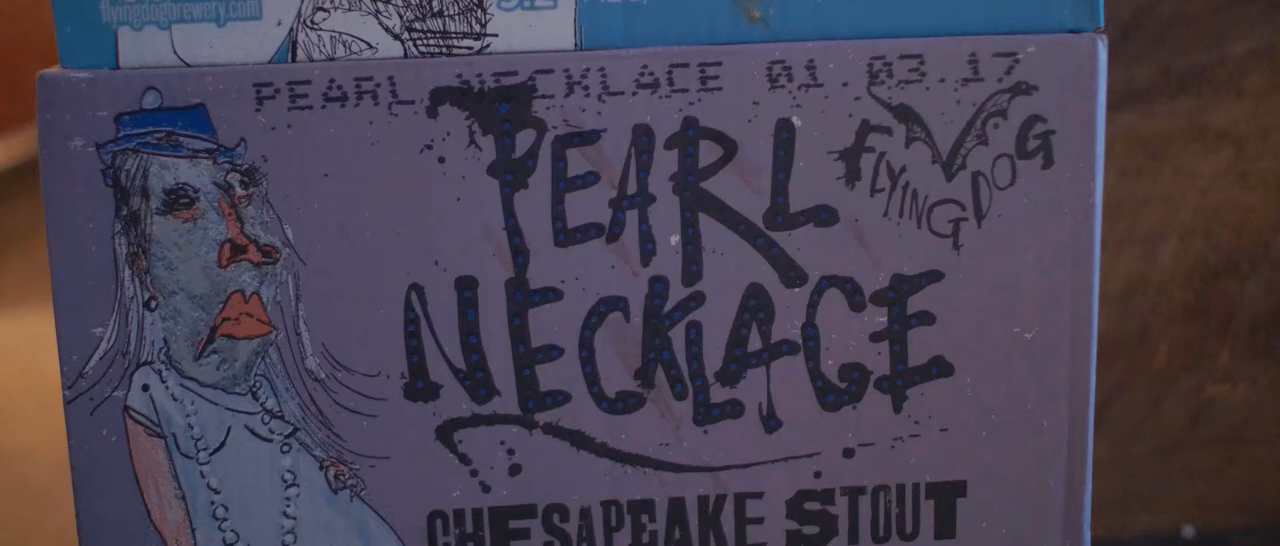 flyingdogbrewery.com
PEARL NECKLACE 01.03.17
PEARL
FLYING DOG
NECKLACE
CHESAPEAKE STOUT